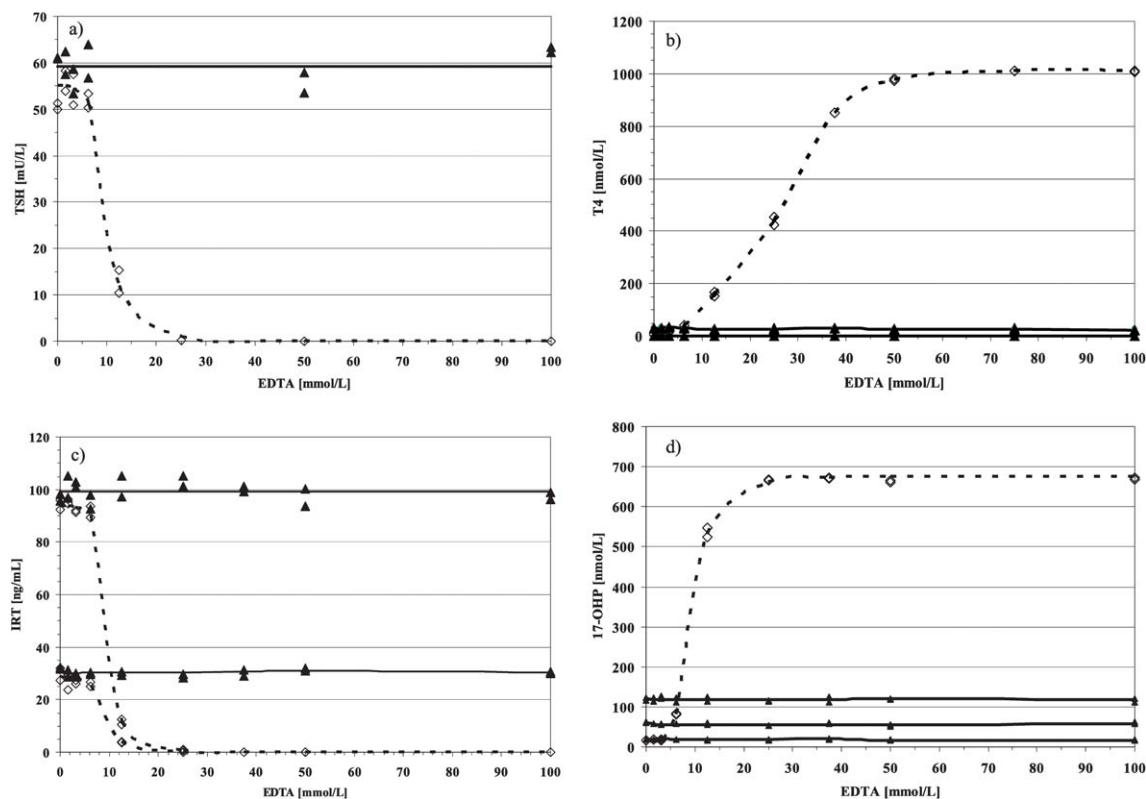 a)
TSH [mU/L]
70
60
50
40
30
20
10
0
0 10 20 30 40 50 60 70 80 90 100
EDTA [mmol/L]
b)
T4 [nmol/L]
1200
1000
800
600
400
200
0
0 10 20 30 40 50 60 70 80 90 100
EDTA [mmol/L]
c)
IRT [ng/mL]
120
100
80
60
40
20
0
0 10 20 30 40 50 60 70 80 90 100
EDTA [mmol/L]
d)
17-OHP [nmol/L]
800
700
600
500
400
300
200
100
0
0 10 20 30 40 50 60 70 80 90 100
EDTA [mmol/L]